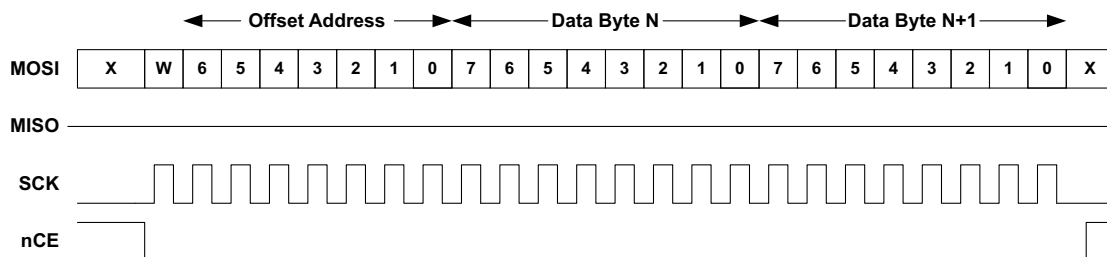 Offset Address Data Byte N Data Byte N+1
MOSI X W 6 5 4 3 2 1 0 7 6 5 4 3 2 1 0 7 6 5 4 3 2 1 0 X
MISO
SCK
nCE